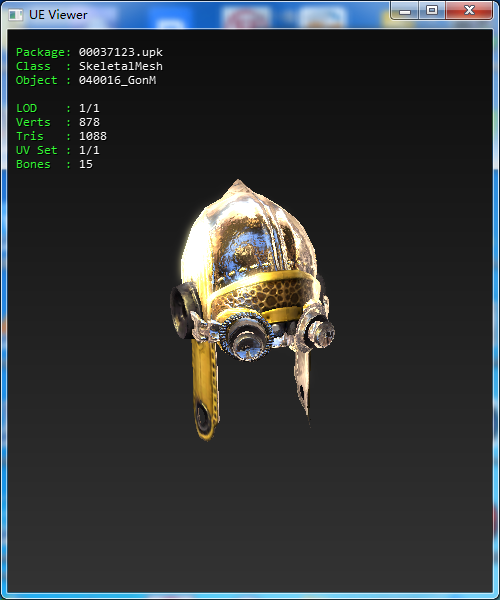 UE Viewer
Package: 00037123.upk
Class : SkeletalMesh
Object : 040016_GonM
LOD : 1/1
Verts : 878
Tris : 1088
UV Set : 1/1
Bones : 15